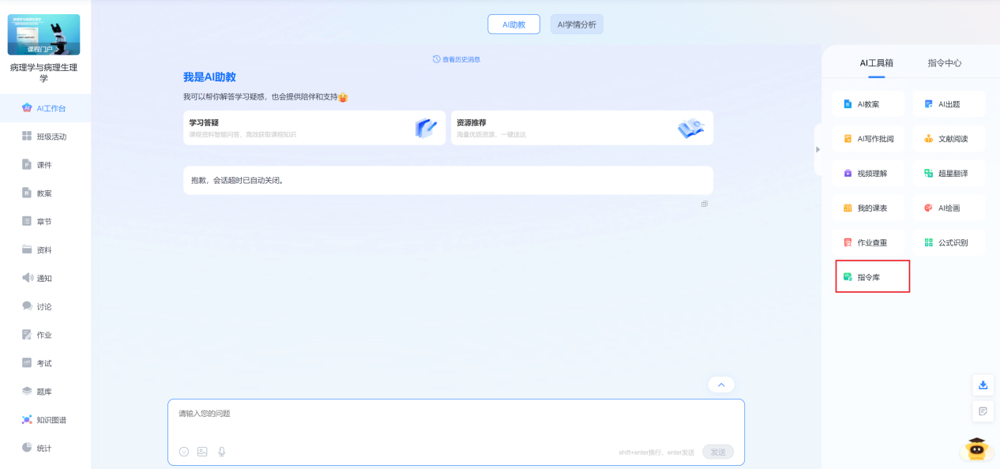 课程门户
病理学与病理生理
学
AI工作台
班级活动
课件
教案
章节
资料
通知
讨论
作业
考试
题库
知识图谱
统计
AI助教
AI学情分析
查看历史消息
我是AI助教
我可以帮你解答学习疑惑，也会提供陪伴和支持
学习答疑
课程资料智能问答，高效获取课程知识
资源推荐
海量优质资源，一键送达
抱歉，会话超时已自动关闭。
请输入您的问题
shift+enter换行，enter发送
发送
AI工具箱
指令中心
AI教案
AI出题
AI写作批阅
文献阅读
视频理解
超星翻译
我的课表
AI绘画
作业查重
公式识别
指令库